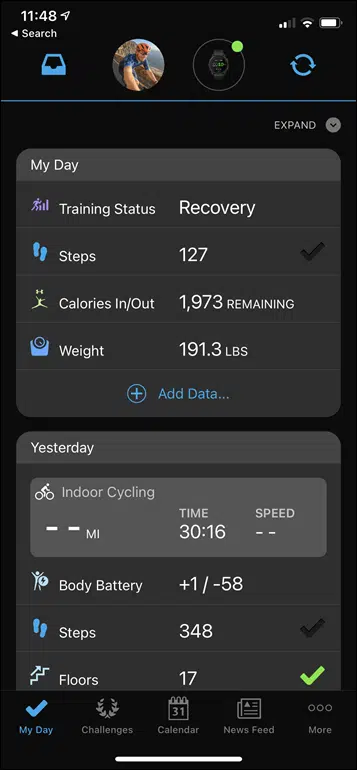 11:48
Search
EXPAND
My Day
Training Status Recovery
Steps 127
Calories In/Out 1,973 REMAINING
Weight 191.3 LBS
Add Data...
Yesterday
Indoor Cycling
TIME SPEED
-- MI 30:16 --
Body Battery +1 / -58
Steps 348
Floors 17
31
My Day Challenges Calendar News Feed More